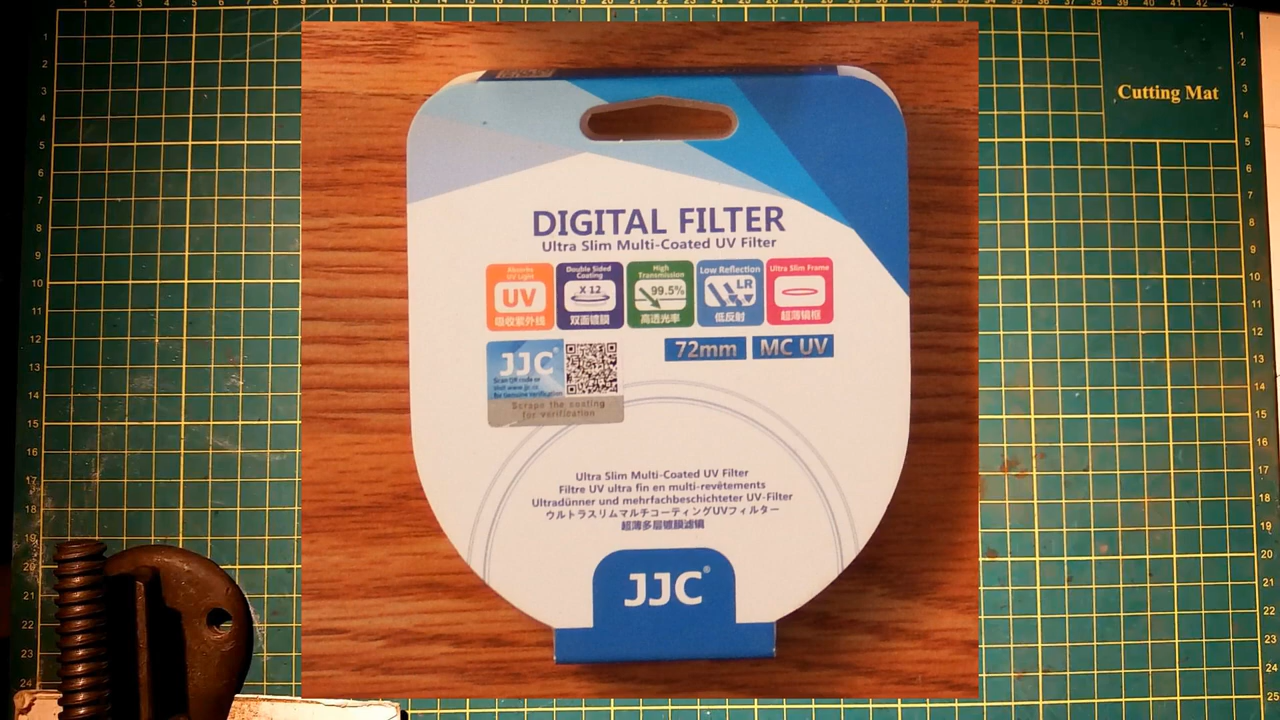 Cutting Mat
DIGITAL FILTER
Ultra Slim Multi-Coated UV Filter
Absorbs
UV Light
UV
吸收紫外线
Double Sided
Coating
X 12
双面镀膜
High
Transmission
99.5%
高透光率
Low Reflection
LR
低反射
Ultra Slim Frame
超薄镜框
72mm
MC UV
JJC®
Scan QR code or
visit www.jjc.cc
for Genuine verification
Scrape the coating
for verification
Ultra Slim Multi-Coated UV Filter
Filtre UV ultra fin en multi-revêtements
Ultradünner und mehrfachbeschichteter UV-Filter
ウルトラスリムマルチコーティングUVフィルター
超薄多层镀膜滤镜
JJC®